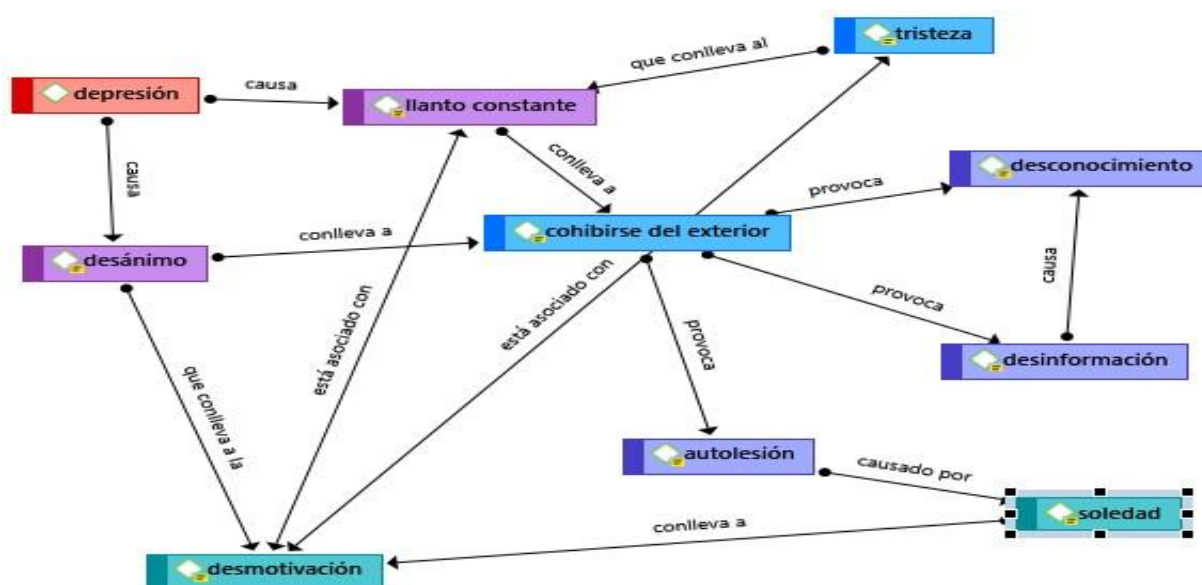 tristeza
que conlleva al
depresión
causa
llanto constante
causa
conlleva a
desconocimiento
provoca
cohibirse del exterior
conlleva a
desánimo
causa
está asociado con
está asociado con
provoca
provoca
desinformación
que conlleva a la
autolesión
causado por
soledad
conlleva a
desmotivación